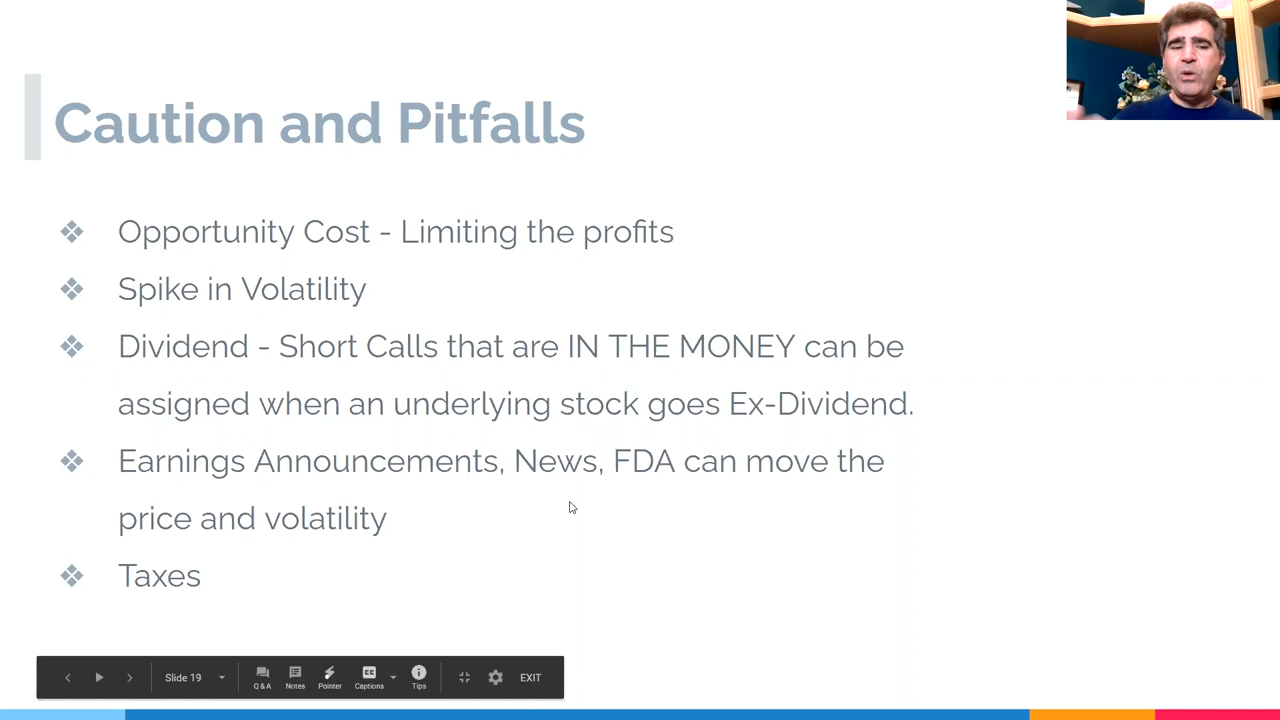 Caution and Pitfalls
Opportunity Cost - Limiting the profits
Spike in Volatility
Dividend - Short Calls that are IN THE MONEY can be
assigned when an underlying stock goes Ex-Dividend.
Earnings Announcements, News, FDA can move the
price and volatility
Taxes
Slide 19
Q & A
Notes
Pointer
CC
Captions
Tips
EXIT